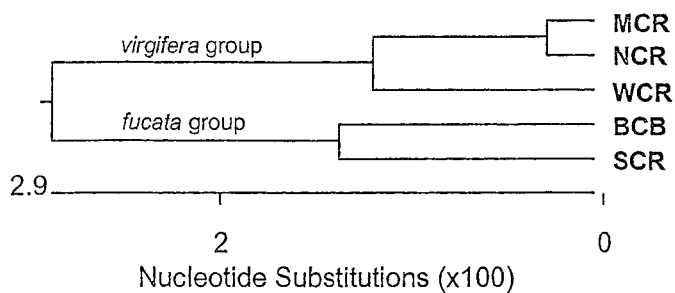 MCR
virgifera group
NCR
WCR
fucata group
BCB
SCR
2.9
2 0
Nucleotide Substitutions (x100)